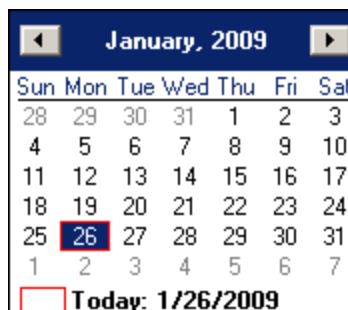 January, 2009
Sun Mon Tue Wed Thu Fri Sat
28 29 30 31 1 2 3
4 5 6 7 8 9 10
11 12 13 14 15 16 17
18 19 20 21 22 23 24
25 26 27 28 29 30 31
1 2 3 4 5 6 7
Today: 1/26/2009